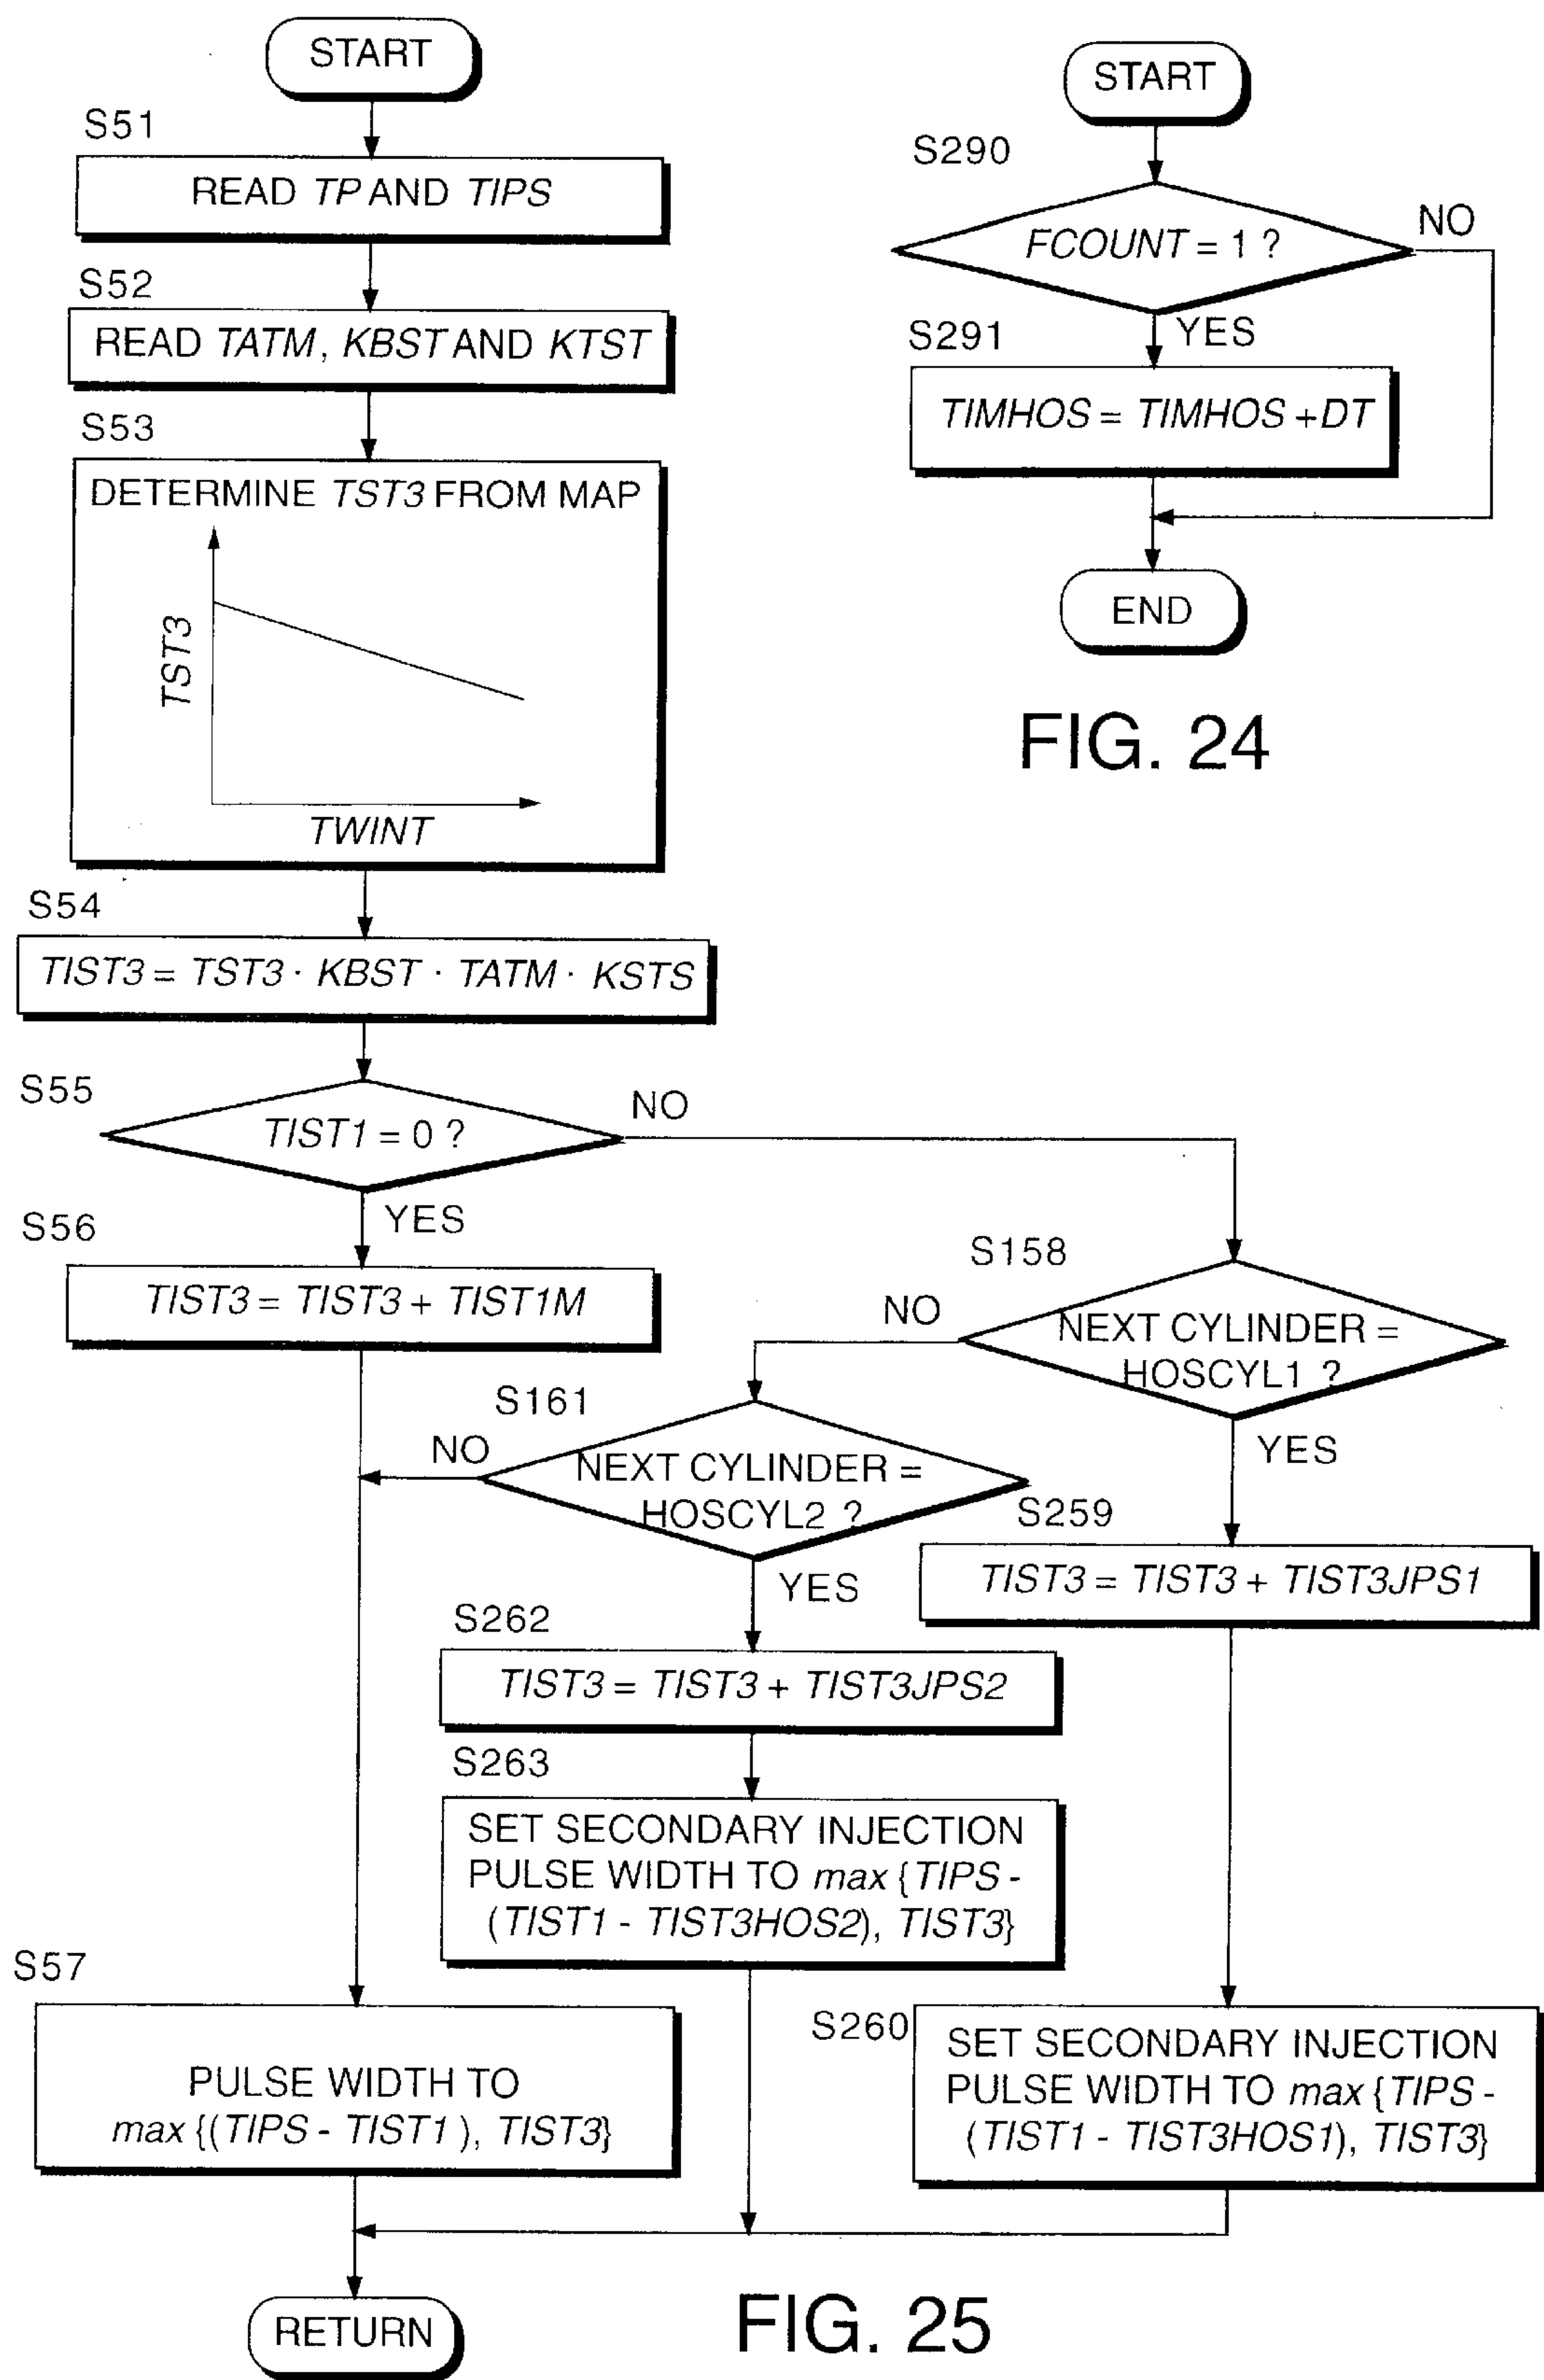 START
S51
READ TP AND TIPS
S52
READ TATM, KBST AND KTST
S53
DETERMINE TST3 FROM MAP
TST3
TWINT
S54
TIST3 = TST3 · KBST · TATM · KSTS
S55
TIST1 = 0 ?
NO
YES
S56
TIST3 = TIST3 + TIST1M
S158
NEXT CYLINDER =
HOSCYL1 ?
NO
YES
S161
NEXT CYLINDER =
HOSCYL2 ?
NO
YES
S259
TIST3 = TIST3 + TIST3JPS1
S262
TIST3 = TIST3 + TIST3JPS2
S263
SET SECONDARY INJECTION
PULSE WIDTH TO max {TIPS -
(TIST1 - TIST3HOS2), TIST3}
S57
PULSE WIDTH TO
max {(TIPS - TIST1 ), TIST3}
S260
SET SECONDARY INJECTION
PULSE WIDTH TO max {TIPS -
(TIST1 - TIST3HOS1), TIST3}
RETURN
FIG. 25
START
S290
FCOUNT = 1 ?
NO
YES
S291
TIMHOS = TIMHOS +DT
END
FIG. 24